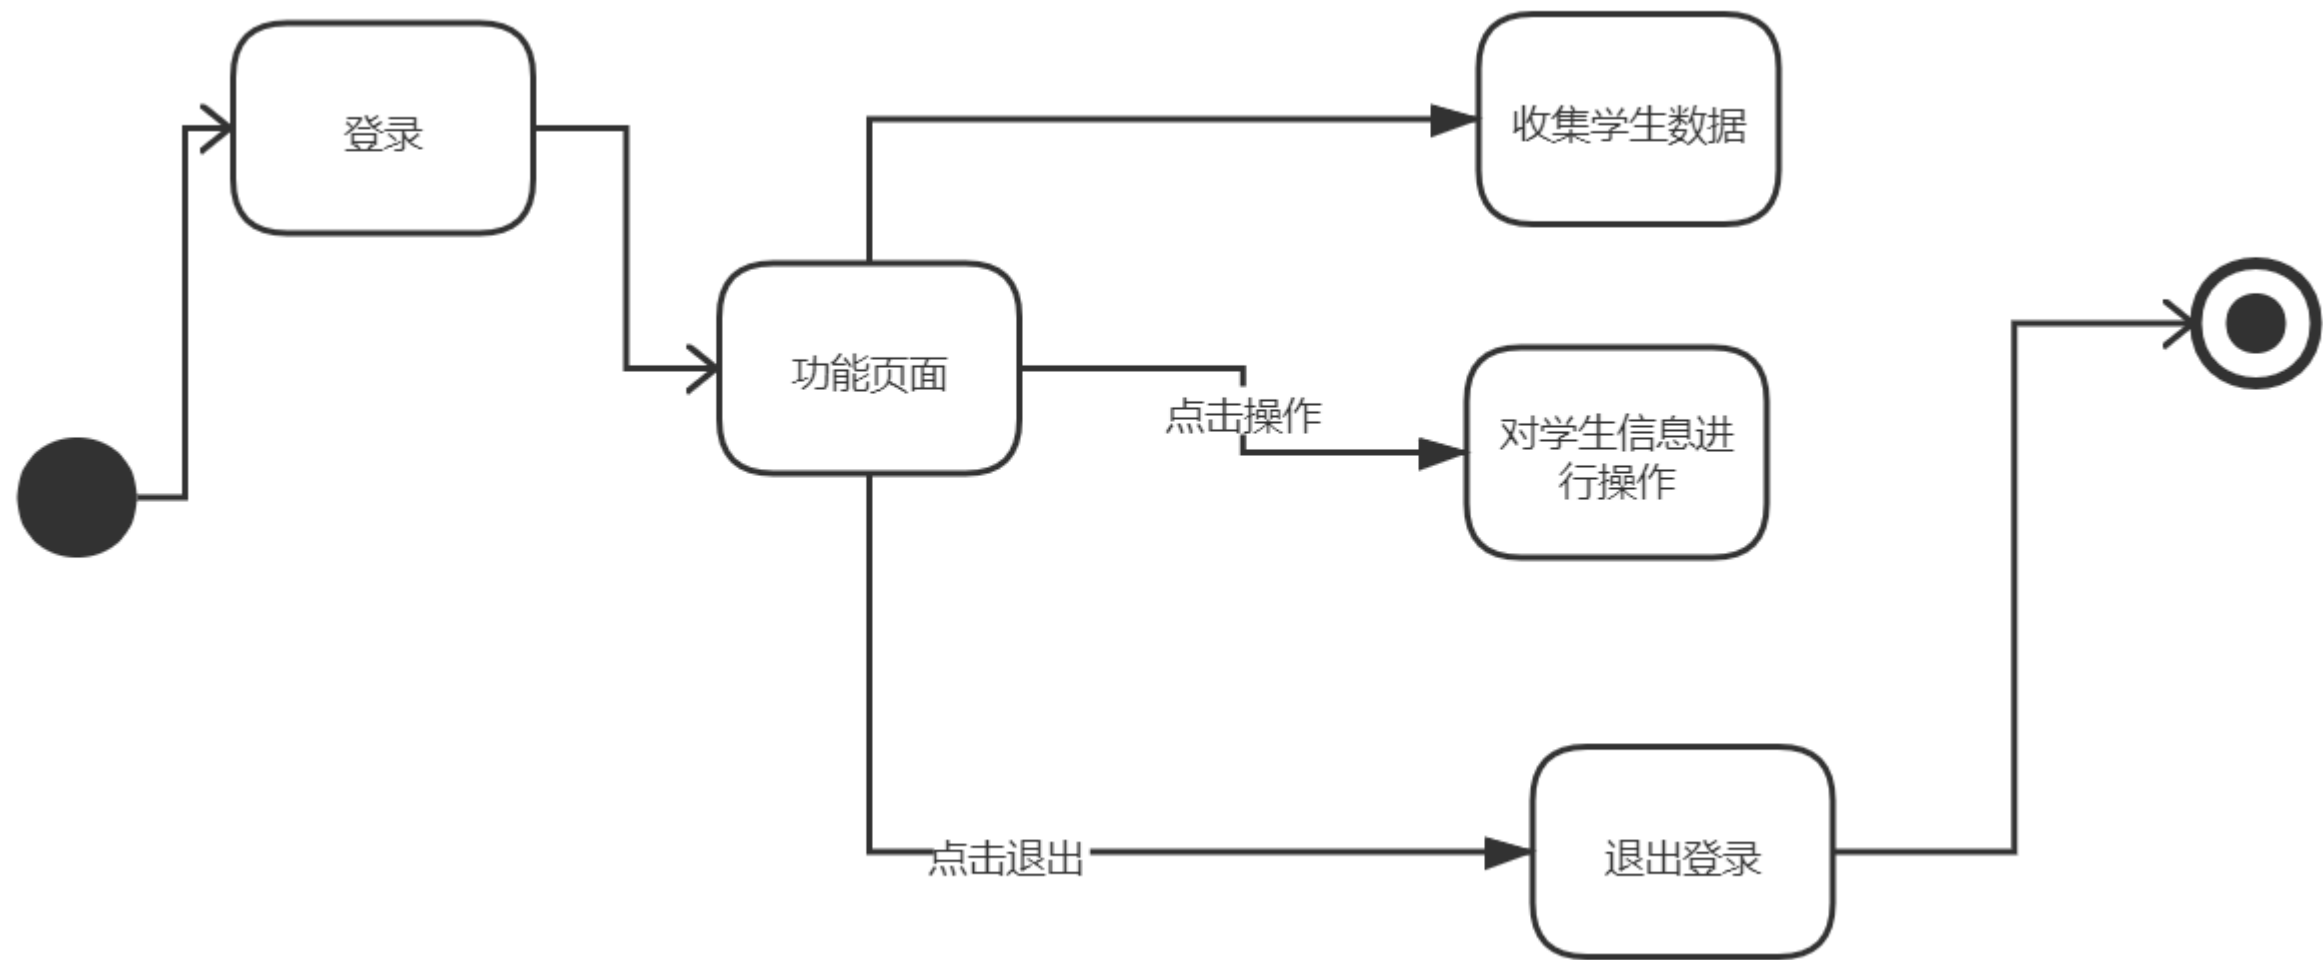 登录
收集学生数据
功能页面
点击操作
对学生信息进
行操作
点击退出
退出登录